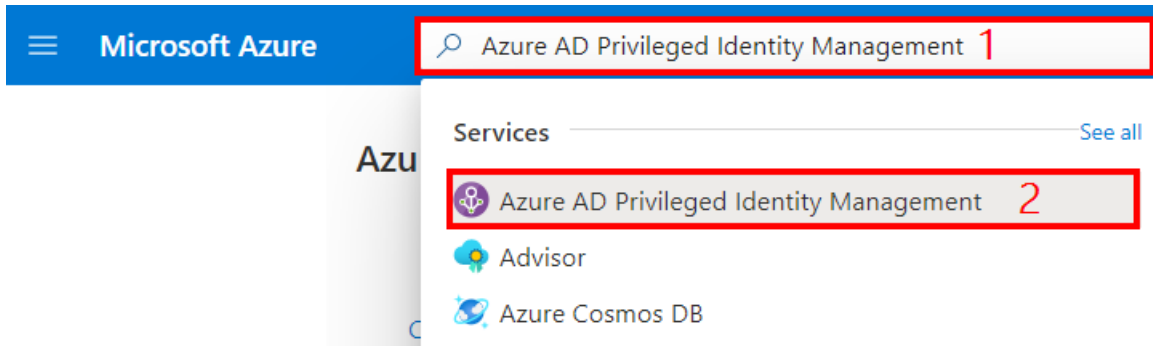 Microsoft Azure
Azure AD Privileged Identity Management 1
Services
See all
Azu
Azure AD Privileged Identity Management 2
Advisor
Azure Cosmos DB
C